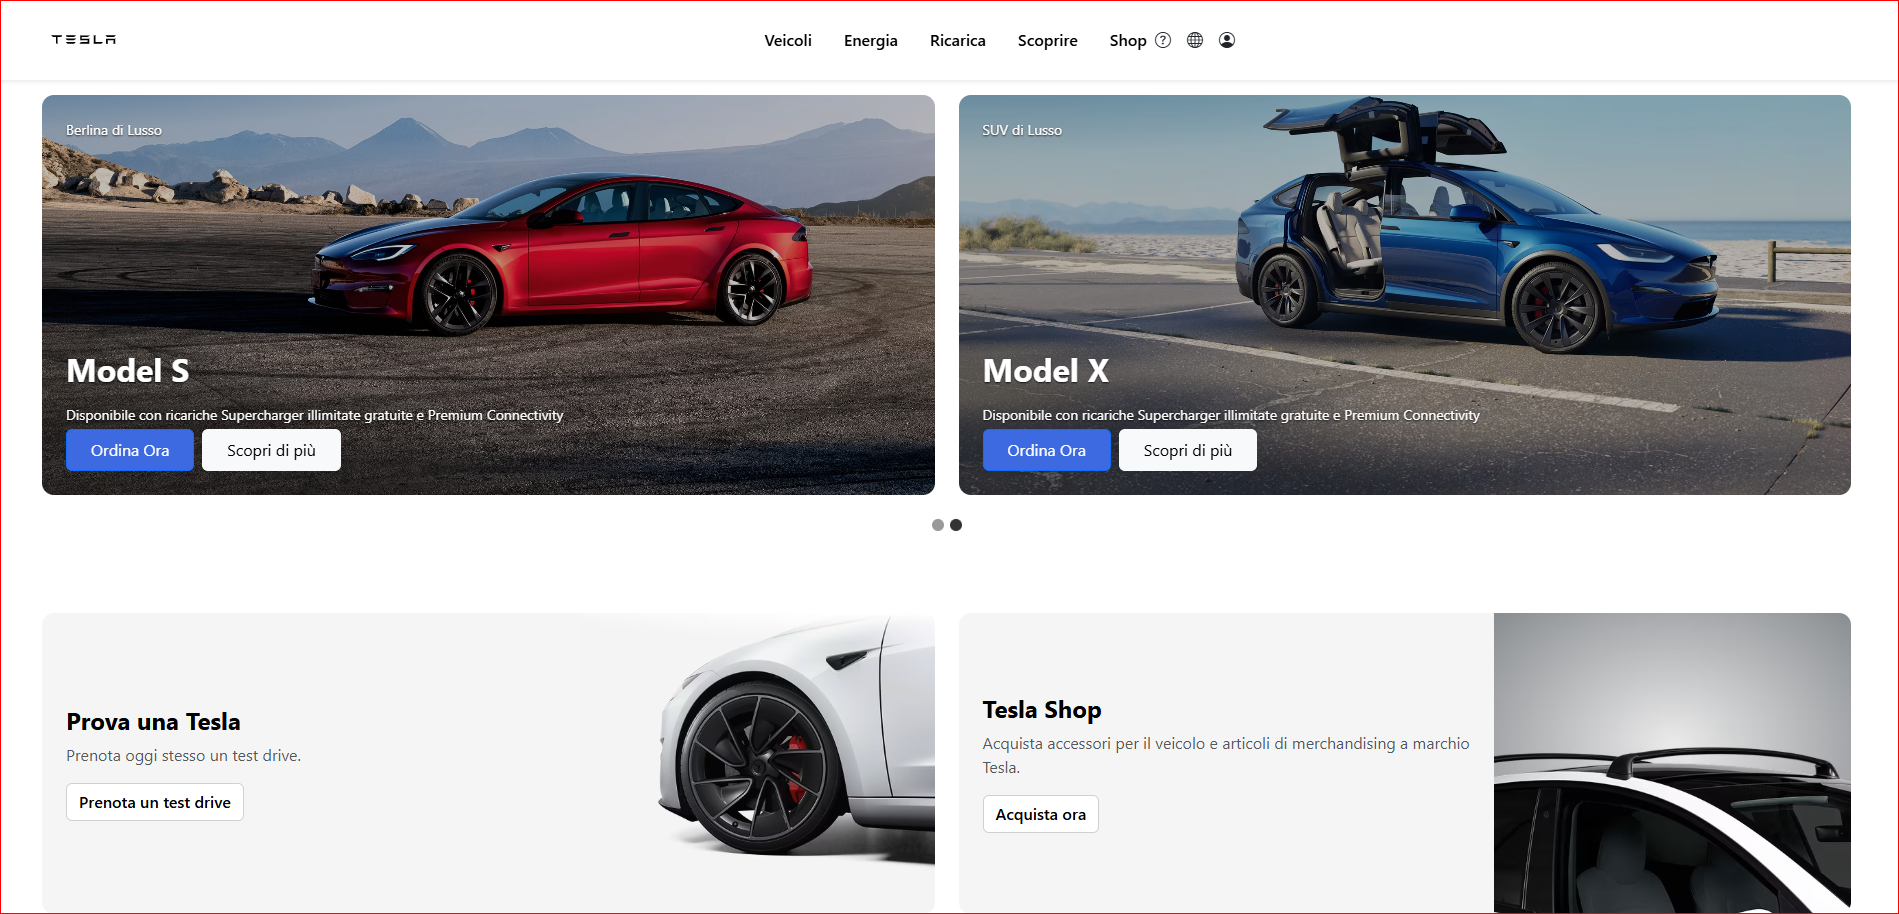 TESLA
Veicoli Energia Ricarica Scoprire Shop
Berlina di Lusso
Model S
Disponibile con ricariche Supercharger illimitate gratuite e Premium Connectivity
Ordina Ora Scopri di più
SUV di Lusso
Model X
Disponibile con ricariche Supercharger illimitate gratuite e Premium Connectivity
Ordina Ora Scopri di più
Prova una Tesla
Prenota oggi stesso un test drive.
Prenota un test drive
Tesla Shop
Acquista accessori per il veicolo e articoli di merchandising a marchio
Tesla.
Acquista ora